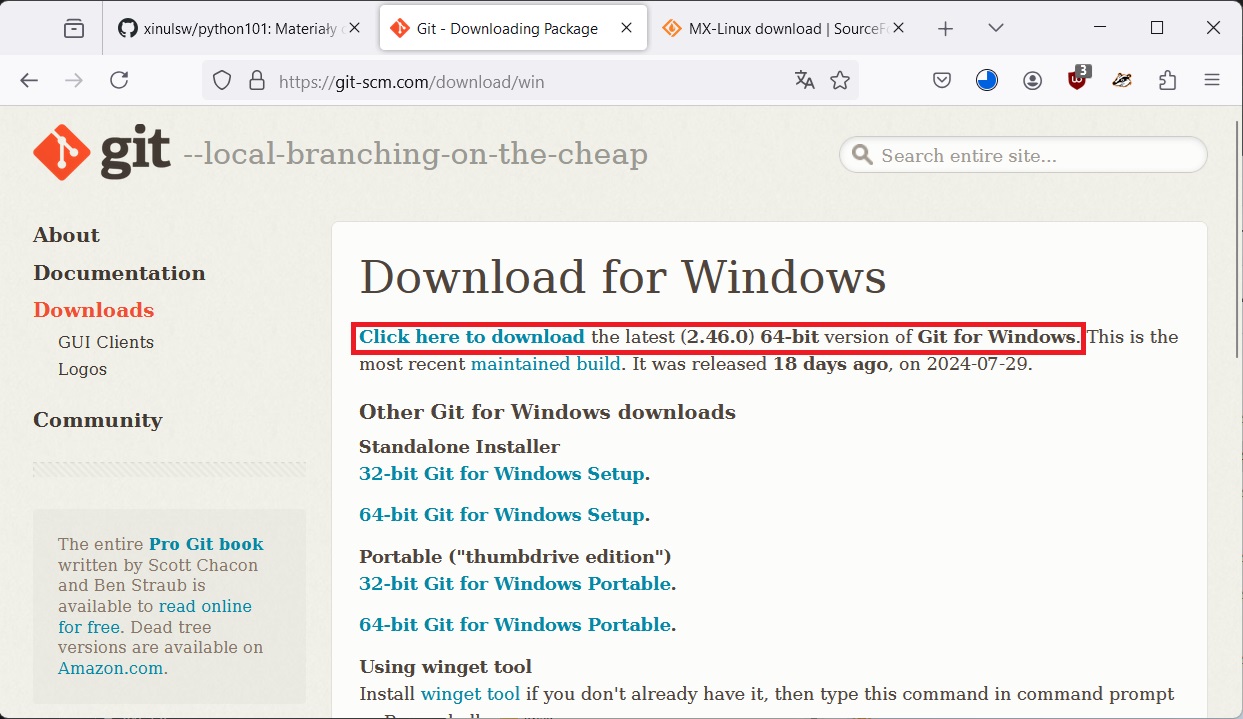 xinulsw/python101: Materiały
Git - Downloading Package
MX-Linux download | SourceFo
https://git-scm.com/download/win
3
git --local-branching-on-the-cheap
Search entire site...
About
Documentation
Downloads
GUI Clients
Logos
Community
The entire Pro Git book
written by Scott Chacon
and Ben Straub is
available to read online
for free. Dead tree
versions are available on
Amazon.com.
Download for Windows
Click here to download the latest (2.46.0) 64-bit version of Git for Windows. This is the
most recent maintained build. It was released 18 days ago, on 2024-07-29.
Other Git for Windows downloads
Standalone Installer
32-bit Git for Windows Setup.
64-bit Git for Windows Setup.
Portable ("thumbdrive edition")
32-bit Git for Windows Portable.
64-bit Git for Windows Portable.
Using winget tool
Install winget tool if you don't already have it, then type this command in command prompt